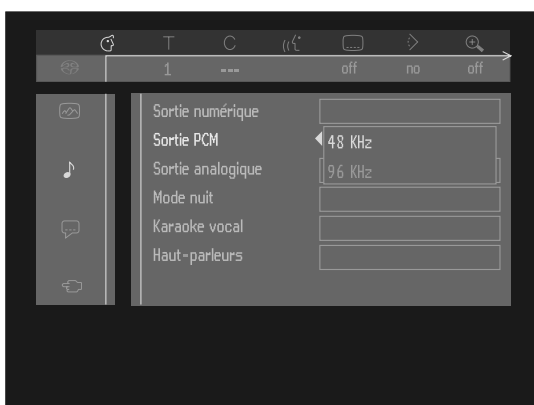 T C
1 --- off no off
Sortie numérique
Sortie PCM 48 KHz
Sortie analogique 96 KHz
Mode nuit
Karaoke vocal
Haut-parleurs